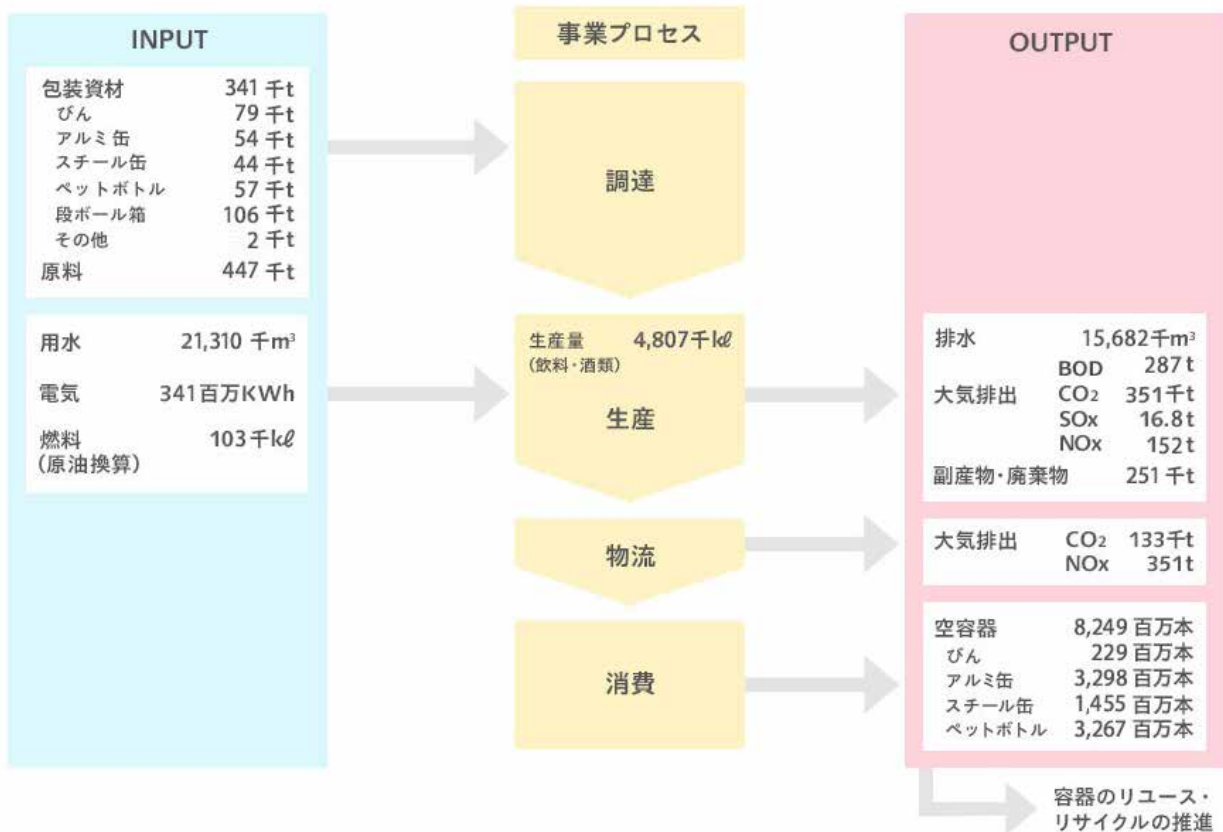 INPUT
包装資材 341 千t
びん 79 千t
アルミ缶 54 千t
スチール缶 44 千t
ペットボトル 57 千t
段ボール箱 106 千t
その他 2 千t
原料 447 千t
用水 21,310 千m³
電気 341百万KWh
燃料 103千kℓ
(原油換算)
事業プロセス
調達
生産量 4,807千kℓ
(飲料・酒類)
生産
物流
消費
OUTPUT
排水 15,682千m³
BOD 287t
大気排出 CO₂ 351千t
SOx 16.8t
NOx 152t
副産物・廃棄物 251 千t
大気排出 CO₂ 133千t
NOx 351t
空容器 8,249 百万本
びん 229 百万本
アルミ缶 3,298 百万本
スチール缶 1,455 百万本
ペットボトル 3,267 百万本
容器のリユース・
リサイクルの推進